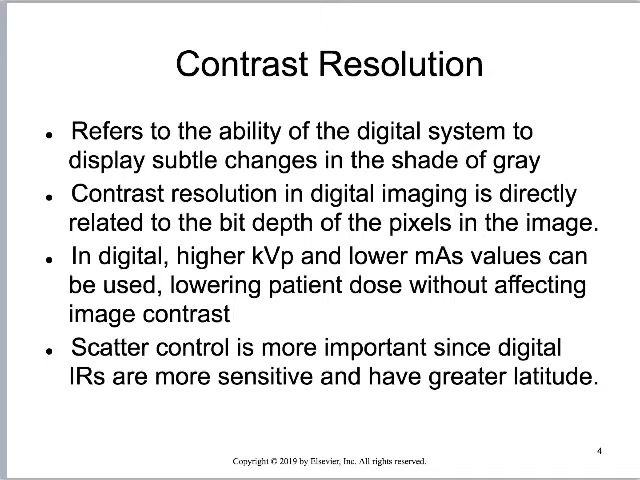 Contrast Resolution
• Refers to the ability of the digital system to
display subtle changes in the shade of gray
• Contrast resolution in digital imaging is directly
related to the bit depth of the pixels in the image.
• In digital, higher kVp and lower mAs values can
be used, lowering patient dose without affecting
image contrast
• Scatter control is more important since digital
IRs are more sensitive and have greater latitude.
4
Copyright © 2019 by Elsevier, Inc. All rights reserved.